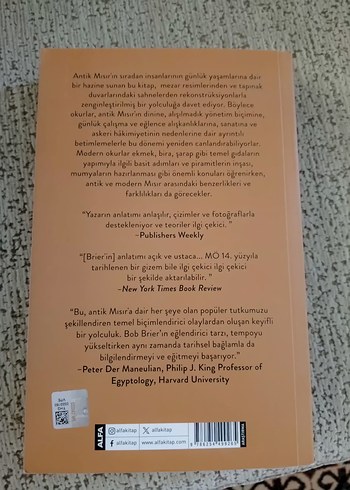 Antik Mısır'ın sıradan insanlarının günlük yaşamlarına dair
bir hazine sunan bu kitap, mezar resimlerinden ve tapınak
duvarlarındaki sahnelerden rekonstrüksiyonlarla
zenginleştirilmiş bir yolculuğa davet ediyor. Böylece
okurlar, antik Mısır'ın dinine, alışılmadık yönetim biçimine,
günlük çalışma ve eğlence alışkanlıklarına, sanatına ve
askeri hâkimiyetinin nedenlerine dair ayrıntılı
betimlemelerle bu dönemi yeniden canlandırabiliyorlar.
Modern okurlar ekmek, bira, şarap gibi temel gıdaların
yapımıyla ilgili basit adımları ve piramitlerin inşası,
mumyaların hazırlanması gibi önemli konuları öğrenirken,
antik ve modern Mısır arasındaki benzerlikleri ve
farklılıkları da görecekler.
"Yazarın anlatımı anlaşılır, çizimler ve fotoğraflarla
destekleniyor ve teoriler ilgi çekici."
–Publishers Weekly
"[Brier'in] anlatımı açık ve ustaca... MÖ 14. yüzyıla
tarihlenen bir gizem bile ilgi çekici ilgi çekici
bir şekilde aktarılabilir."
–New York Times Book Review
"Bu, antik Mısır'a dair her şeye olan popüler tutkumuzu
şekillendiren temel biçimlendirici olaylardan oluşan keyifli
bir yolculuk. Bob Brier'ın eğlendirici tarzı, tempoyu
yükseltirken aynı zamanda tarihsel bağlamda da
bilgilendirmeyi ve eğitmeyi başarıyor."
–Peter Der Maneulian, Philip J. King Professor of
Egyptology, Harvard University
ALFA
alfakitap
alfakitap
alfakitap